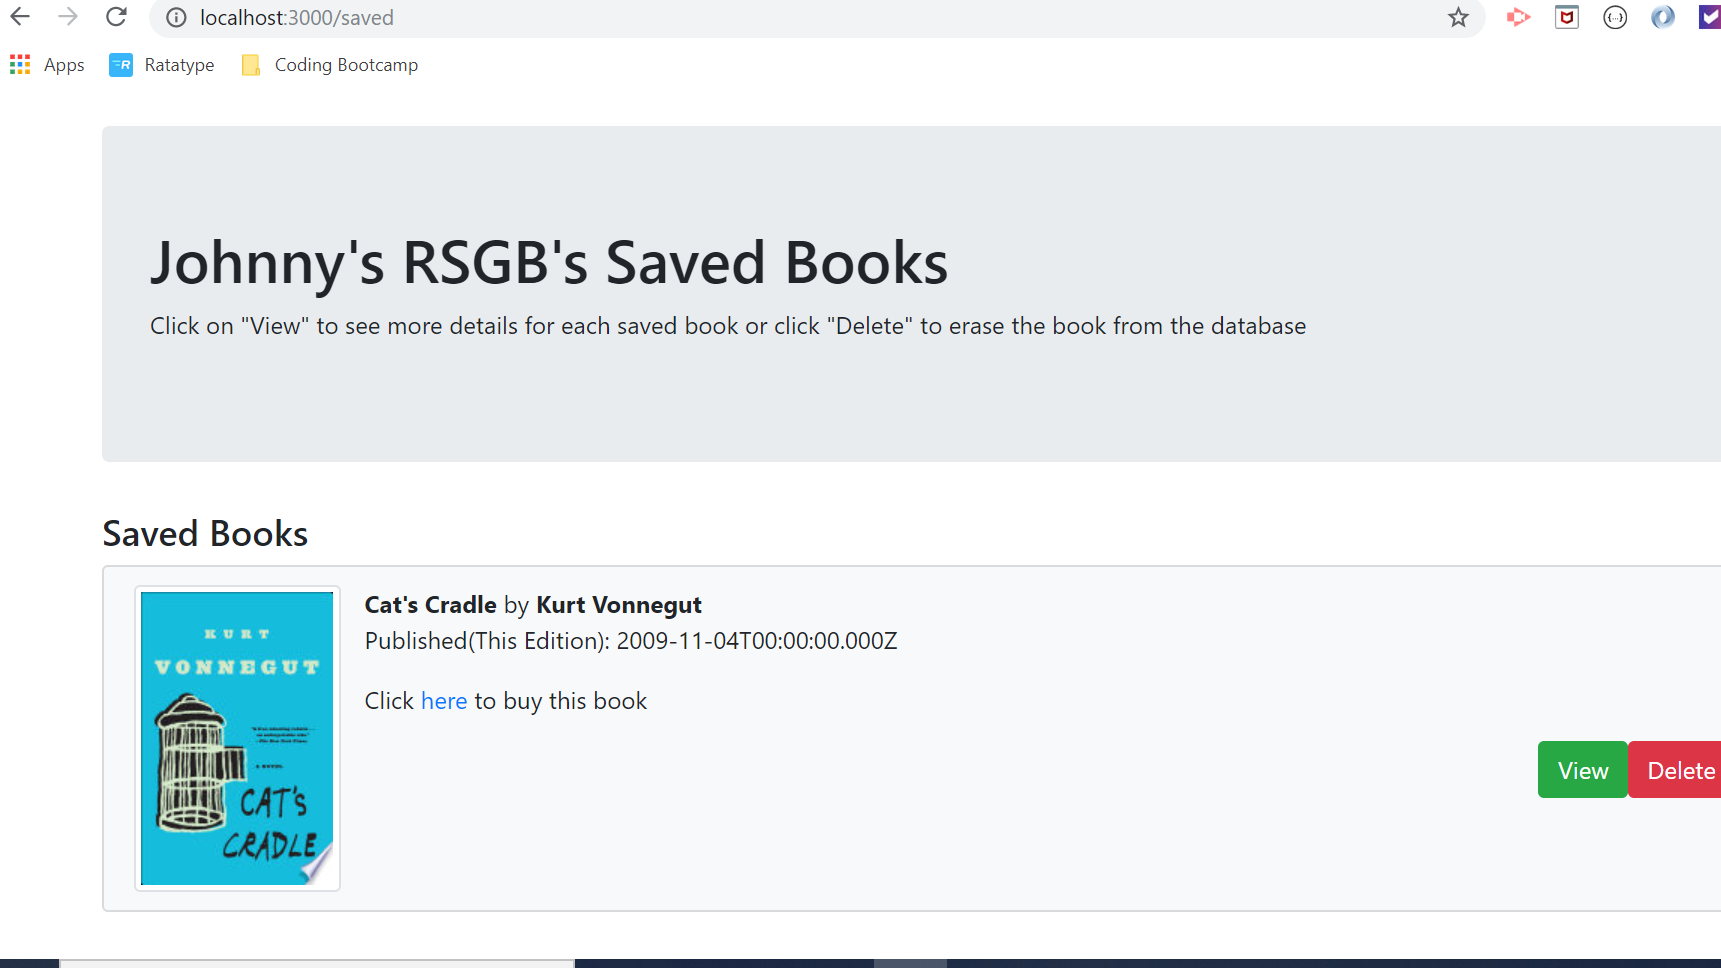 localhost:3000/saved
Apps
Ratatype
Coding Bootcamp
Johnny's RSGB's Saved Books
Click on "View" to see more details for each saved book or click "Delete" to erase the book from the database
Saved Books
Cat's Cradle by Kurt Vonnegut
Published(This Edition): 2009-11-04T00:00:00.000Z
Click here to buy this book
View
Delete
KURT
VONNEGUT
A NOVEL
CAT'S
CRADLE